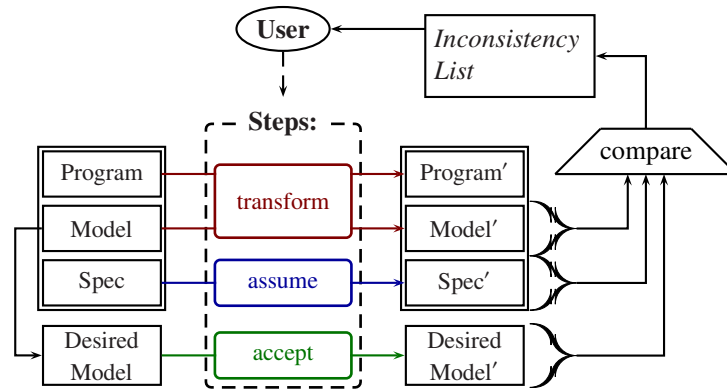 User
Inconsistency
List
Steps:
compare
Program
transform
Program′
Model
Model′
Spec
assume
Spec′
Desired
Model
accept
Desired
Model′